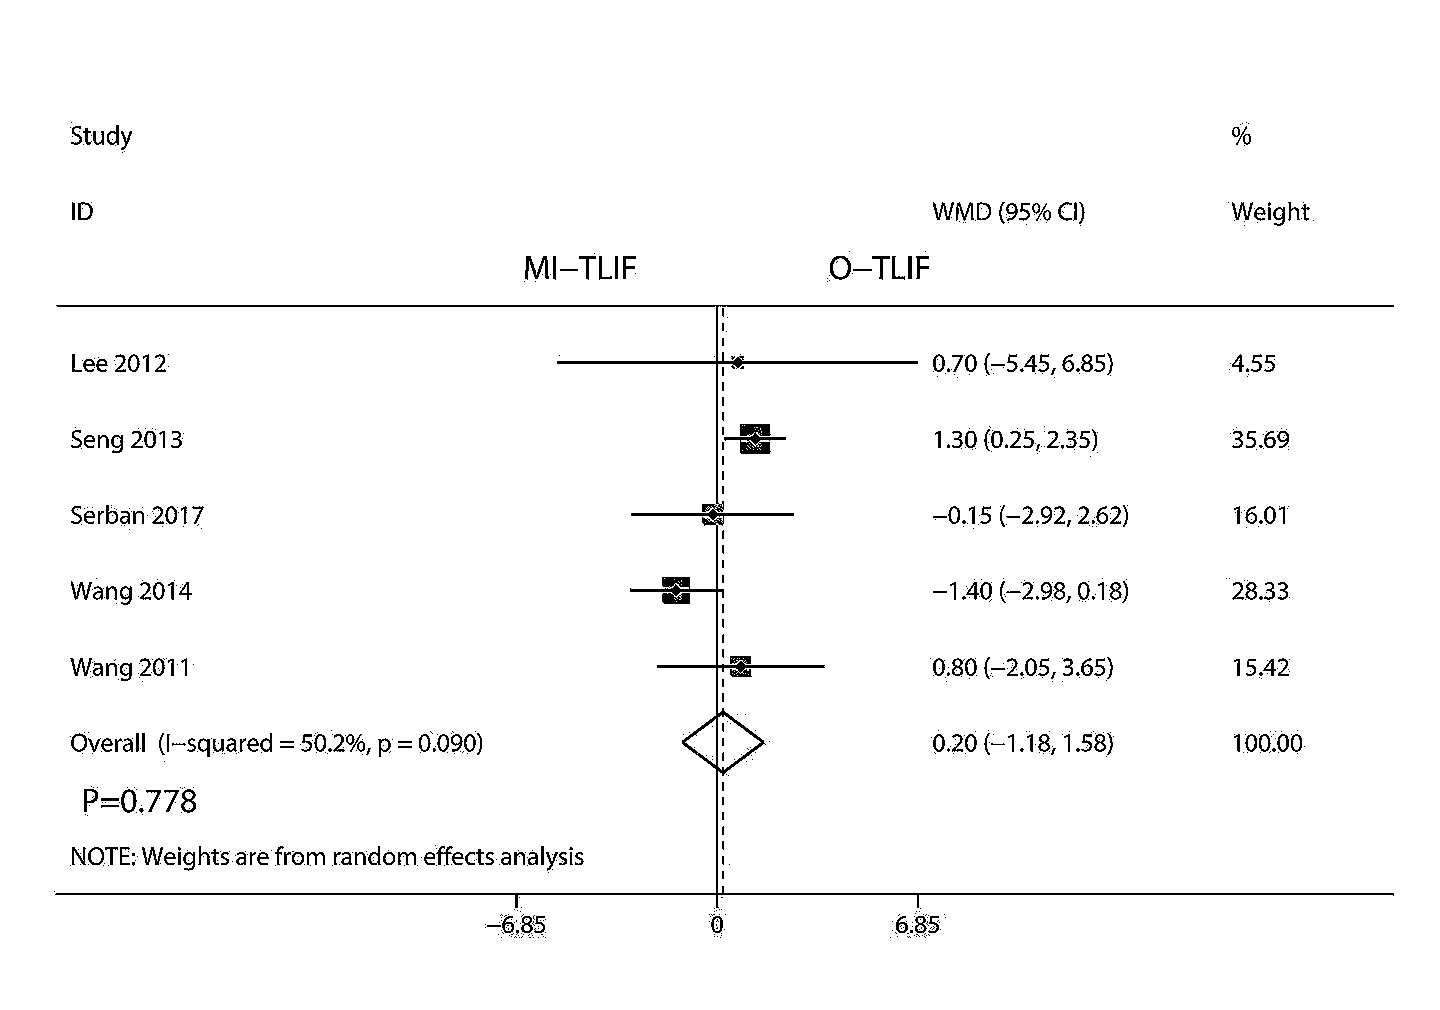 Study %
ID WMD (95% CI) Weight
MI−TLIF O−TLIF
Lee 2012 0.70 (−5.45, 6.85) 4.55
Seng 2013 1.30 (0.25, 2.35) 35.69
Serban 2017 −0.15 (−2.92, 2.62) 16.01
Wang 2014 −1.40 (−2.98, 0.18) 28.33
Wang 2011 0.80 (−2.05, 3.65) 15.42
Overall (I−squared = 50.2%, p = 0.090) 0.20 (−1.18, 1.58) 100.00
P=0.778
NOTE: Weights are from random effects analysis
−6.85 0 6.85